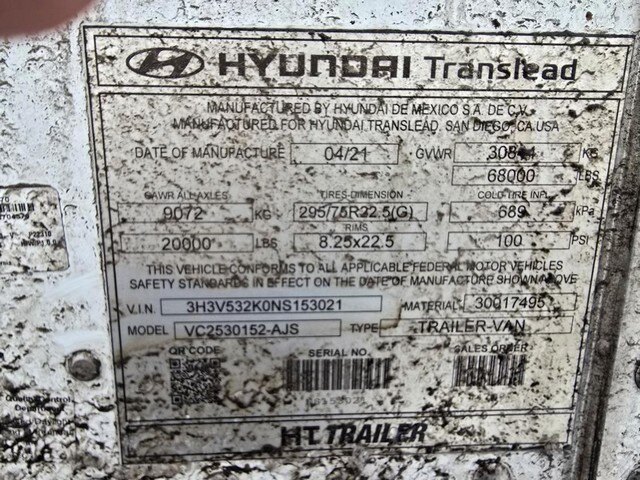 HYUNDAI Translead
MANUFACTURED BY HYUNDAI DE MEXICO S.A. DE C.V.
MANUFACTURED FOR HYUNDAI TRANSLEAD, SAN DIEGO, CA.USA
DATE OF MANUFACTURE 04/21 GVWR KG
68000 LBS
GAWR ALL AXLES TIRES-DIMENSION COLD TIRE INFL.
9072 KG 295/75R22.5(G) 689 kPa
RIMS
20000 LBS 8.25x22.5 100 PSI
THIS VEHICLE CONFORMS TO ALL APPLICABLE FEDERAL MOTOR VEHICLES
SAFETY STANDARDS IN EFFECT ON THE DATE OF MANUFACTURE SHOWN ABOVE
V.I.N. 3H3V532K0NS153021 MATERIAL 30017495
MODEL VC2530152-AJS TYPE TRAILER-VAN
QR CODE SERIAL NO. SALES ORDER
HT TRAILER
Quality Control
Department